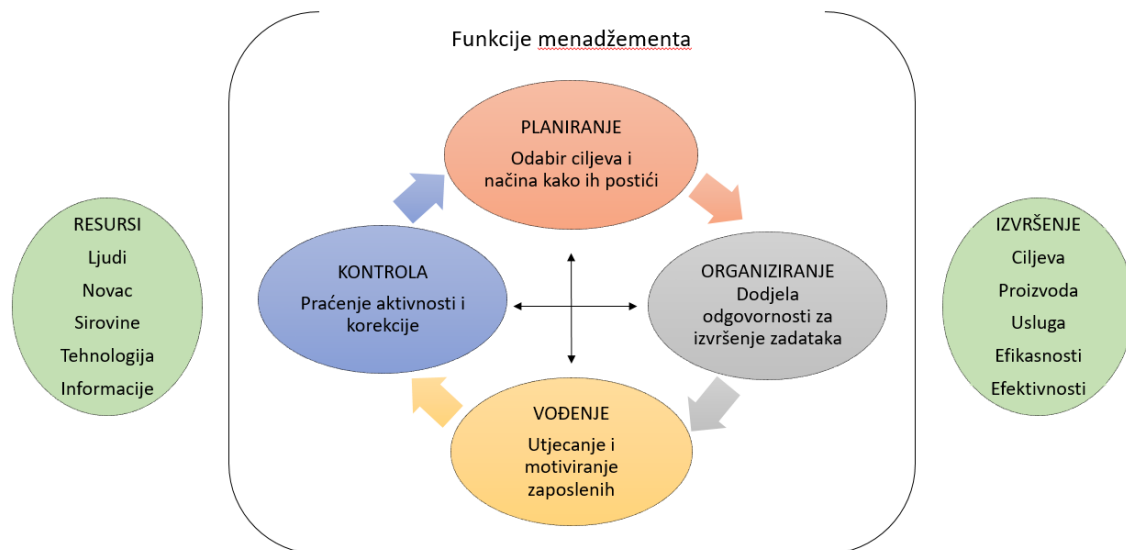 Funkcije menadžementa
PLANIRANJE
Odabir ciljeva i
načina kako ih postići
RESURSI
Ljudi
Novac
Sirovine
Tehnologija
Informacije
KONTROLA
Praćenje aktivnosti i
korekcije
ORGANIZIRANJE
Dodjela
odgovornosti za
izvršenje zadataka
IZVRŠENJE
Ciljeva
Proizvoda
Usluga
Efikasnosti
Efektivnosti
VOĐENJE
Utjecanje i
motiviranje
zaposlenih